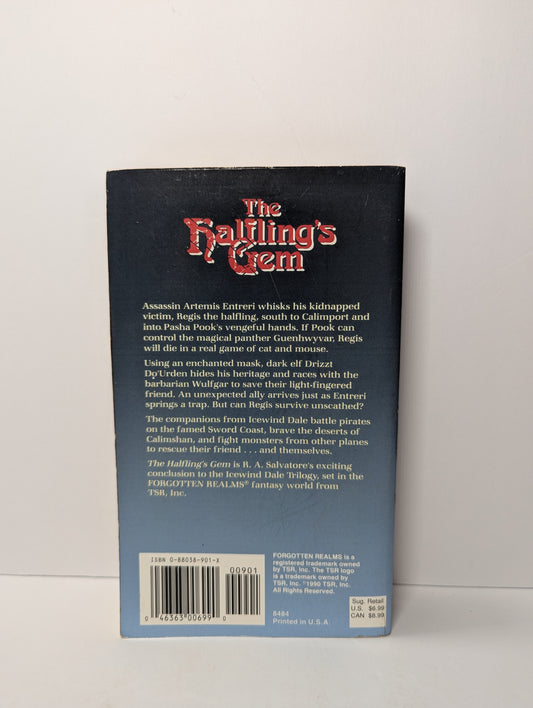 The
Halfling's
Gem
Assassin Artemis Entreri whisks his kidnapped
victim, Regis the halfling, south to Calimport and
into Pasha Pook's vengeful hands. If Pook can
control the magical panther Guenhwyvar, Regis
will die in a real game of cat and mouse.
Using an enchanted mask, dark elf Drizzt
Do'Urden hides his heritage and races with the
barbarian Wulfgar to save their light-fingered
friend. An unexpected ally arrives just as Entreri
springs a trap. But can Regis survive unscathed?
The companions from Icewind Dale battle pirates
on the famed Sword Coast, brave the deserts of
Calimshan, and fight monsters from other planes
to rescue their friend . . . and themselves.
The Halfling's Gem is R. A. Salvatore's exciting
conclusion to the Icewind Dale Trilogy, set in the
FORGOTTEN REALMS® fantasy world from
TSR, Inc.
ISBN 0-88038-901-X
00901
0 46363 00699 0
FORGOTTEN REALMS is a
registered trademark owned
by TSR, Inc. The TSR logo
is a trademark owned by
TSR, Inc. ©1990 TSR, Inc.
All Rights Reserved.
8484
Printed in U.S.A.
Sug. Retail
U.S. $6.99
CAN $8.99